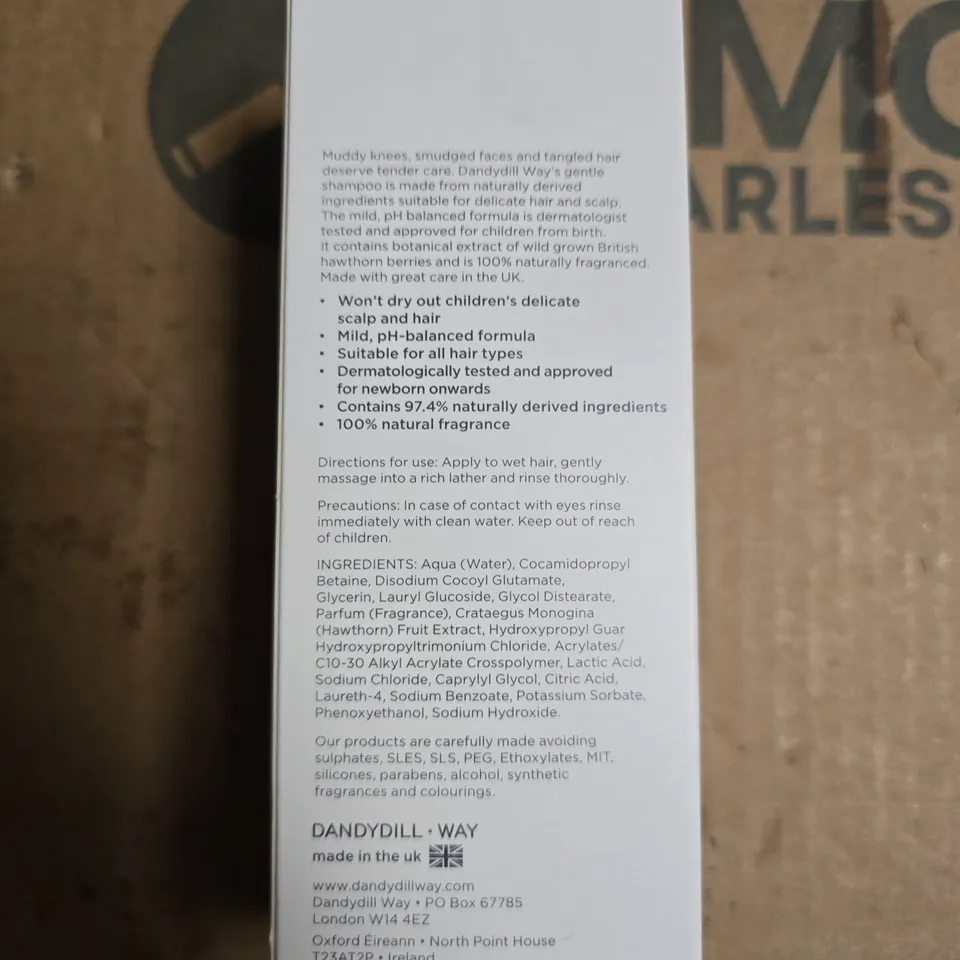 MO
ARLES
Muddy knees, smudged faces and tangled hair
deserve tender care. Dandydill Way's gentle
shampoo is made from naturally derived
ingredients suitable for delicate hair and scalp.
The mild, pH balanced formula is dermatologist
tested and approved for children from birth.
It contains botanical extract of wild grown British
hawthorn berries and is 100% naturally fragranced.
Made with great care in the UK.
• Won't dry out children's delicate
scalp and hair
• Mild, pH-balanced formula
• Suitable for all hair types
• Dermatologically tested and approved
for newborn onwards
• Contains 97.4% naturally derived ingredients
• 100% natural fragrance
Directions for use: Apply to wet hair, gently
massage into a rich lather and rinse thoroughly.
Precautions: In case of contact with eyes rinse
immediately with clean water. Keep out of reach
of children.
INGREDIENTS: Aqua (Water), Cocamidopropyl
Betaine, Disodium Cocoyl Glutamate,
Glycerin, Lauryl Glucoside, Glycol Distearate,
Parfum (Fragrance), Crataegus Monogina
(Hawthorn) Fruit Extract, Hydroxypropyl Guar
Hydroxypropyltrimonium Chloride, Acrylates/
C10-30 Alkyl Acrylate Crosspolymer, Lactic Acid,
Sodium Chloride, Caprylyl Glycol, Citric Acid,
Laureth-4, Sodium Benzoate, Potassium Sorbate,
Phenoxyethanol, Sodium Hydroxide.
Our products are carefully made avoiding
sulphates, SLES, SLS, PEG, Ethoxylates, MIT,
silicones, parabens, alcohol, synthetic
fragrances and colourings.
DANDYDILL • WAY
made in the uk
www.dandydillway.com
Dandydill Way • PO Box 67785
London W14 4EZ
Oxford Éireann • North Point House
T23AT2P • Ireland